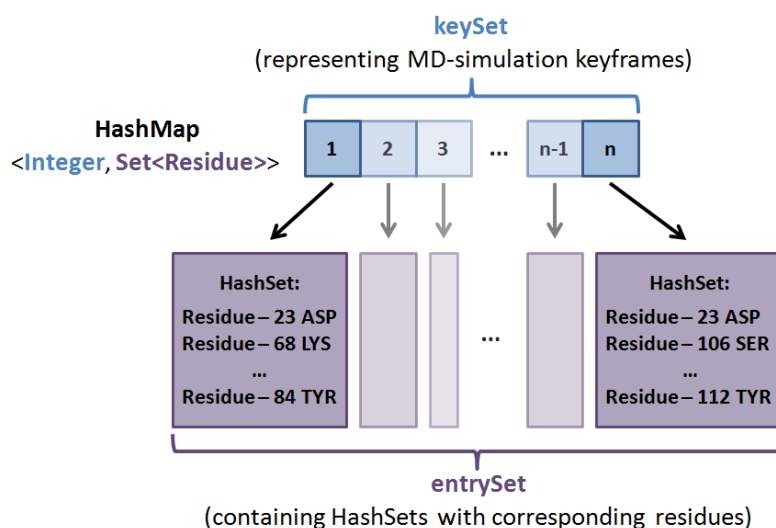 keySet
(representing MD-simulation keyframes)
HashMap
<Integer, Set<Residue>>
1 2 3 ... n-1 n
HashSet:
Residue – 23 ASP
Residue – 68 LYS
...
Residue – 84 TYR
...
HashSet:
Residue – 23 ASP
Residue – 106 SER
...
Residue – 112 TYR
entrySet
(containing HashSets with corresponding residues)